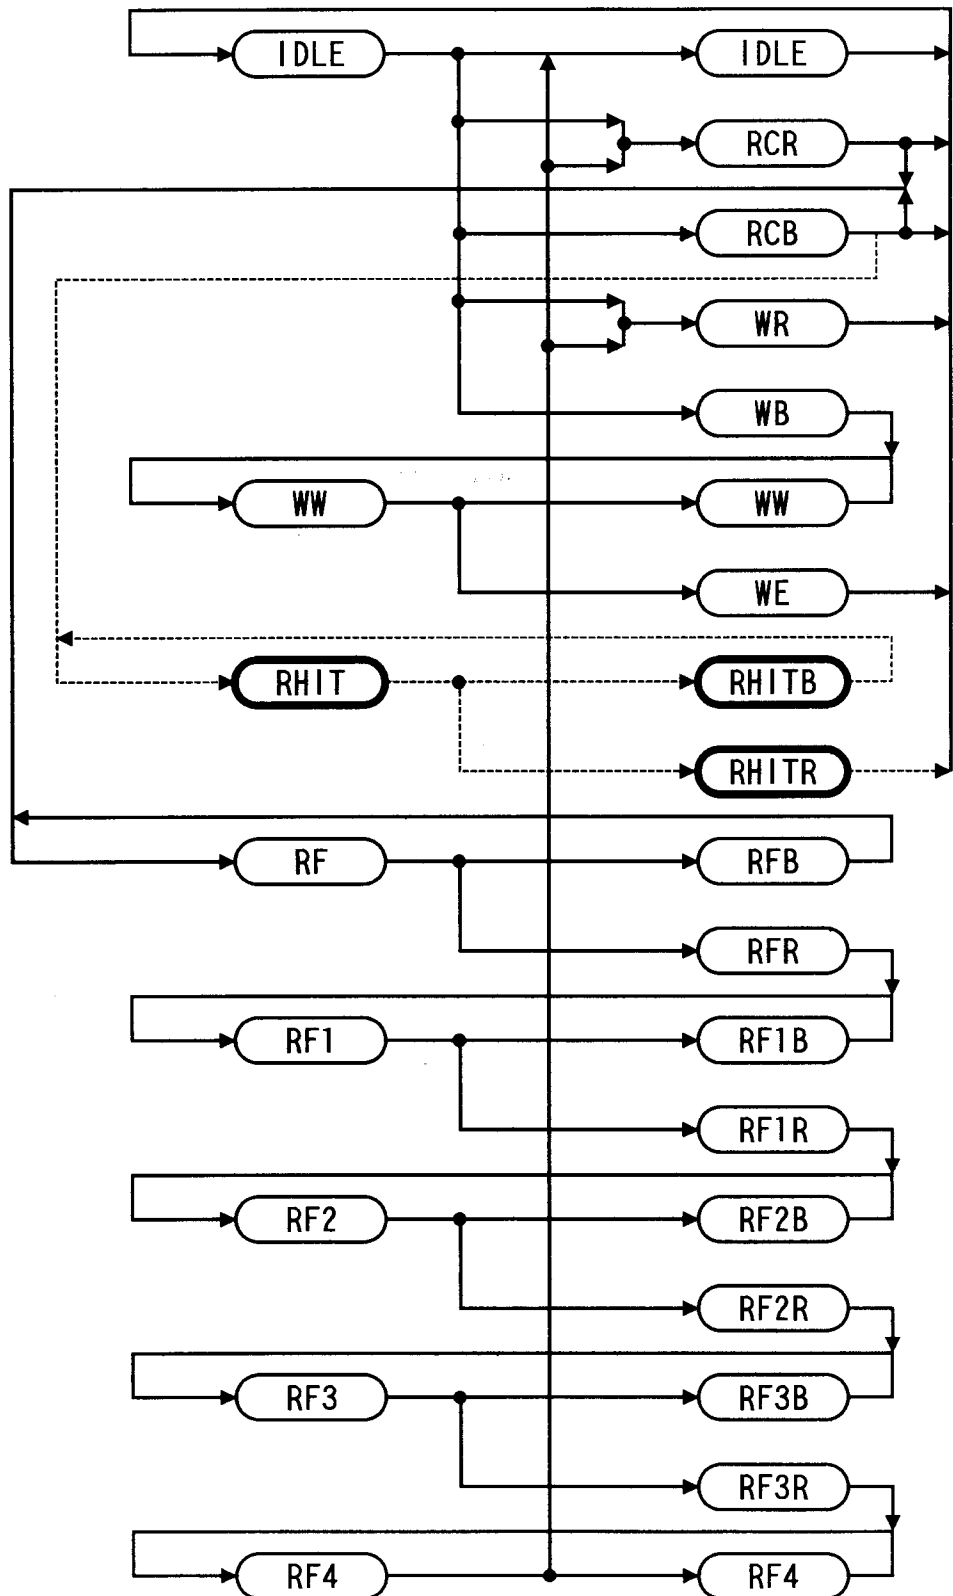 IDLE IDLE
RCR
RCB
WR
WB
WW WW
WE
RHIT RHITB
RHITR
RF RFB
RFR
RF1 RF1B
RF1R
RF2 RF2B
RF2R
RF3 RF3B
RF3R
RF4 RF4